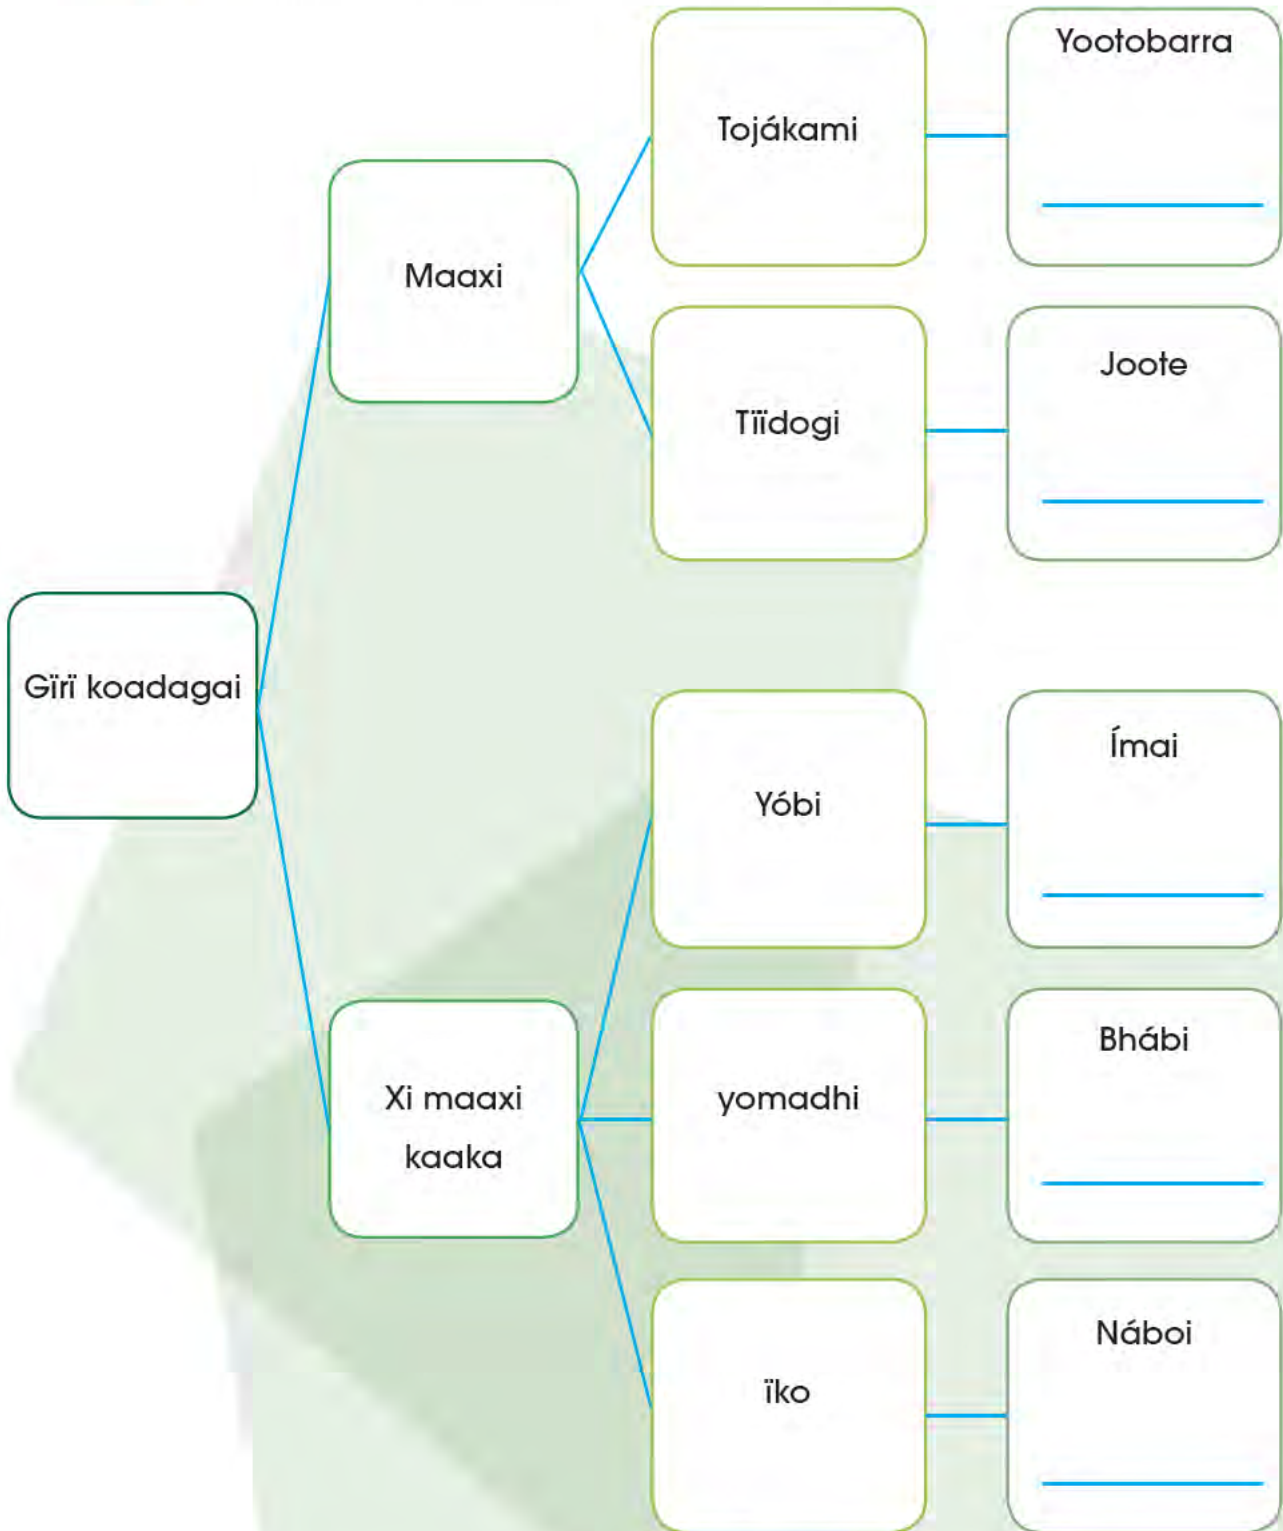 Gïrï koadagai
Maaxi
Tojákami
Yootobarra
Tïïdogi
Joote
Xi maaxi
kaaka
Yóbi
Ímai
yomadhi
Bhábi
ïko
Náboi